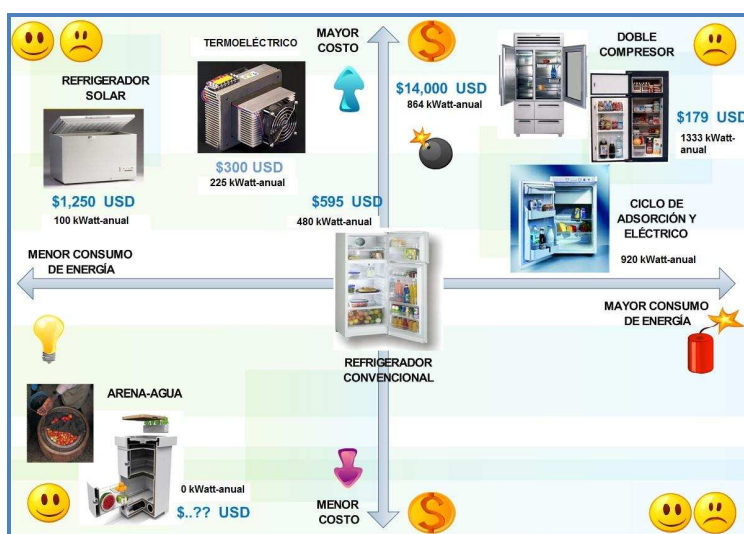 MAYOR
COSTO
TERMOELÉCTRICO
DOBLE
COMPRESOR
REFRIGERADOR
SOLAR
$14,000 USD
864 kWatt-anual
$179 USD
1333 kWatt-
anual
$300 USD
225 kWatt-anual
$1,250 USD
100 kWatt-anual
$595 USD
480 kWatt-anual
CICLO DE
ADSORCIÓN Y
ELÉCTRICO
920 kWatt-anual
MENOR CONSUMO
DE ENERGÍA
MAYOR CONSUMO
DE ENERGÍA
REFRIGERADOR
CONVENCIONAL
ARENA-AGUA
0 kWatt-anual
$..?? USD
MENOR
COSTO